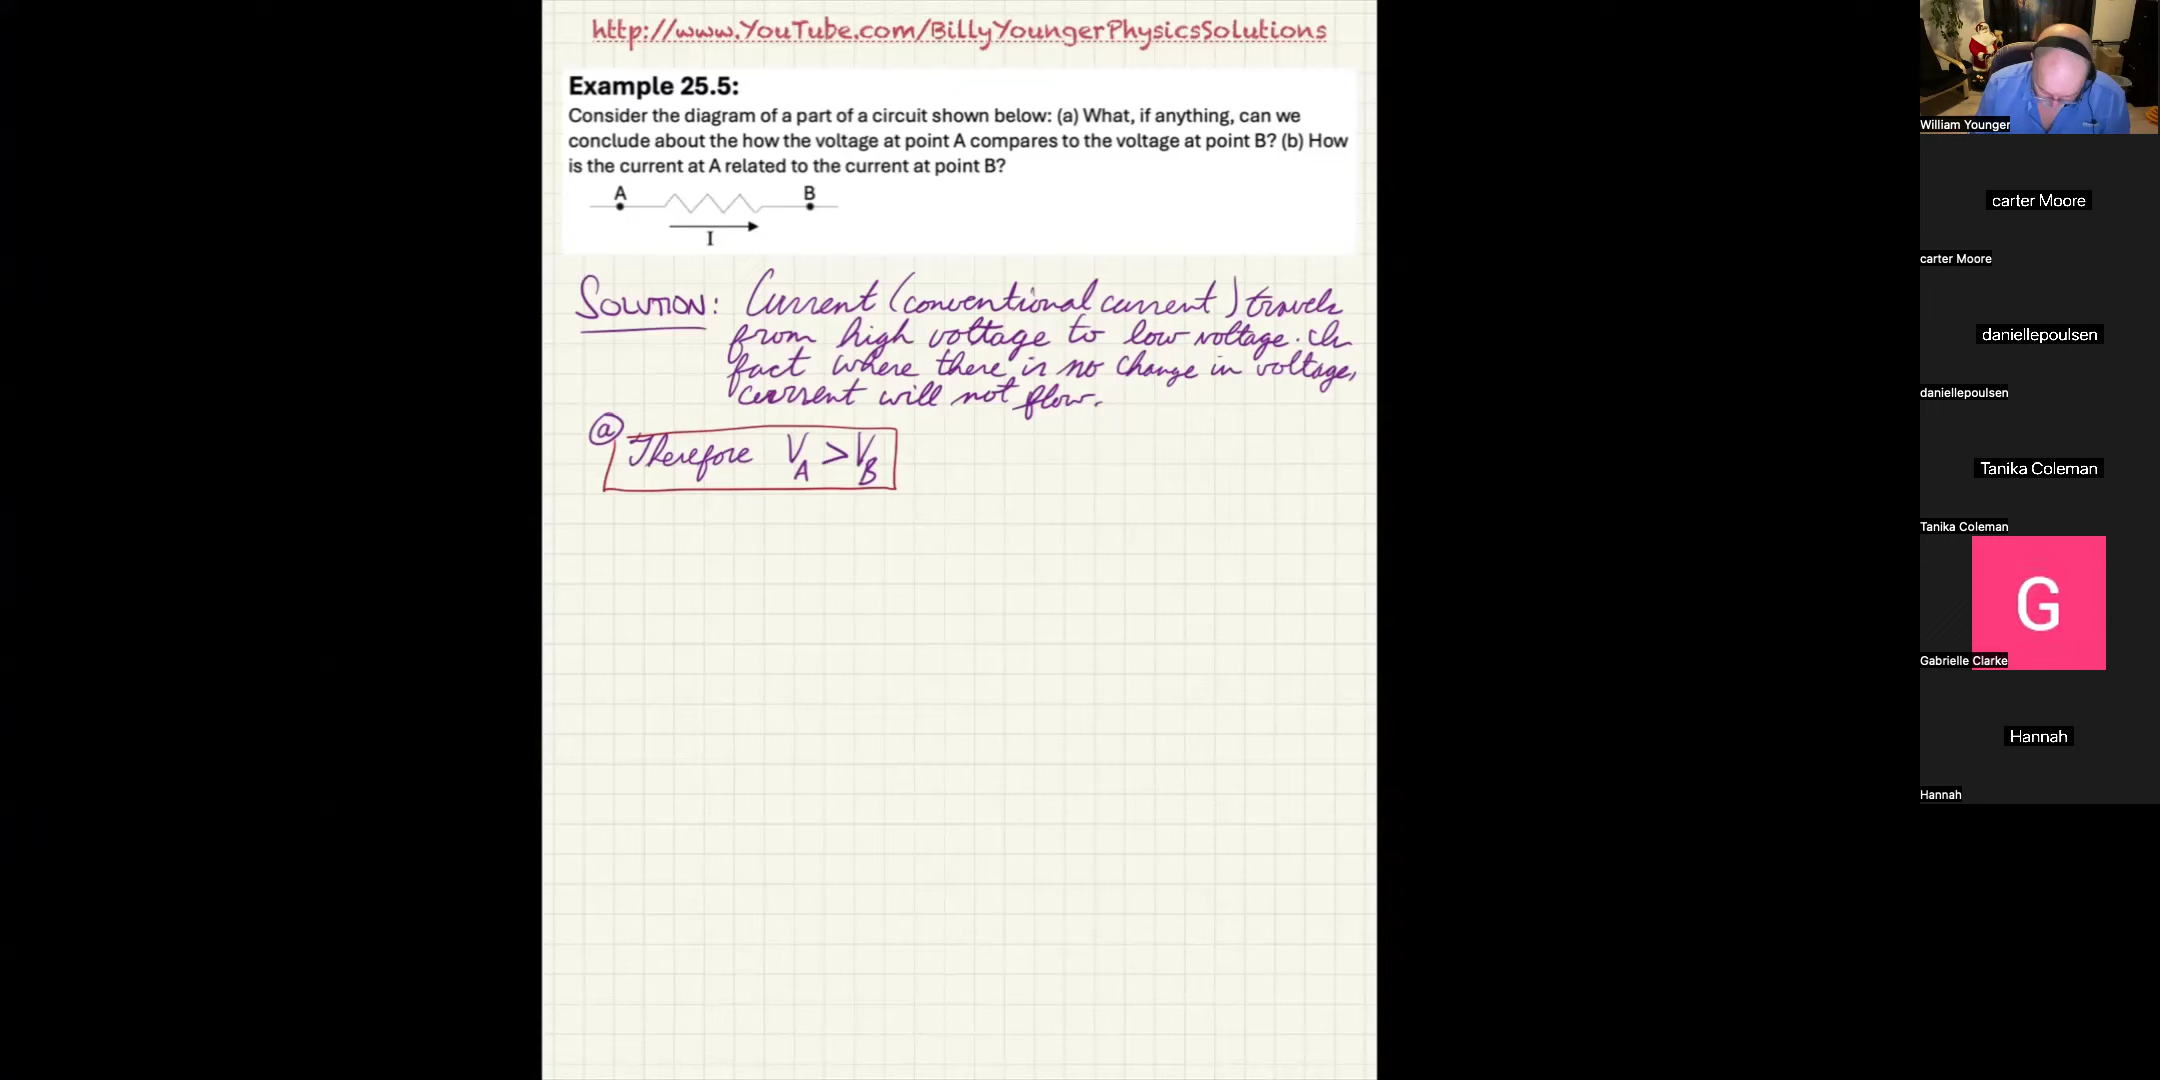 http://www.YouTube.com/BillyYoungerPhysicsSolutions
Example 25.5:
Consider the diagram of a part of a circuit shown below: (a) What, if anything, can we
conclude about the how the voltage at point A compares to the voltage at point B? (b) How
is the current at A related to the current at point B?
A B
I
SOLUTION: Current (conventional current) travels
from high voltage to low voltage. In
fact where there is no change in voltage,
current will not flow.
(a) Therefore V_A > V_B
William Younger
carter Moore
carter Moore
daniellepoulsen
daniellepoulsen
Tanika Coleman
Tanika Coleman
G
Gabrielle Clarke
Hannah
Hannah